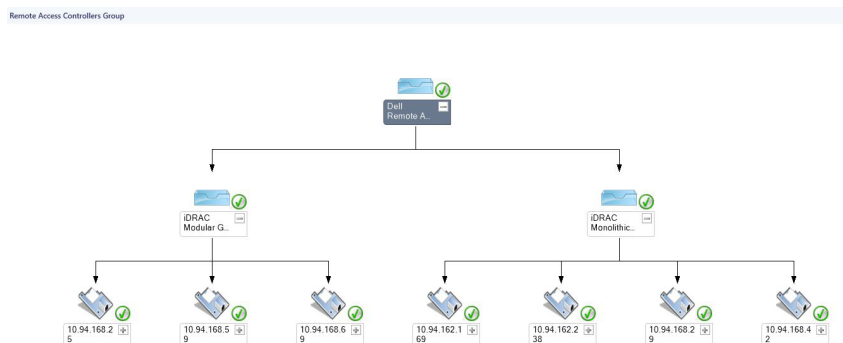 Remote Access Controllers Group
Dell
Remote A..
iDRAC
Modular G..
iDRAC
Monolithic..
10.94.168.2
5
10.94.168.5
9
10.94.168.6
9
10.94.162.1
69
10.94.162.2
38
10.94.168.2
9
10.94.168.4
2